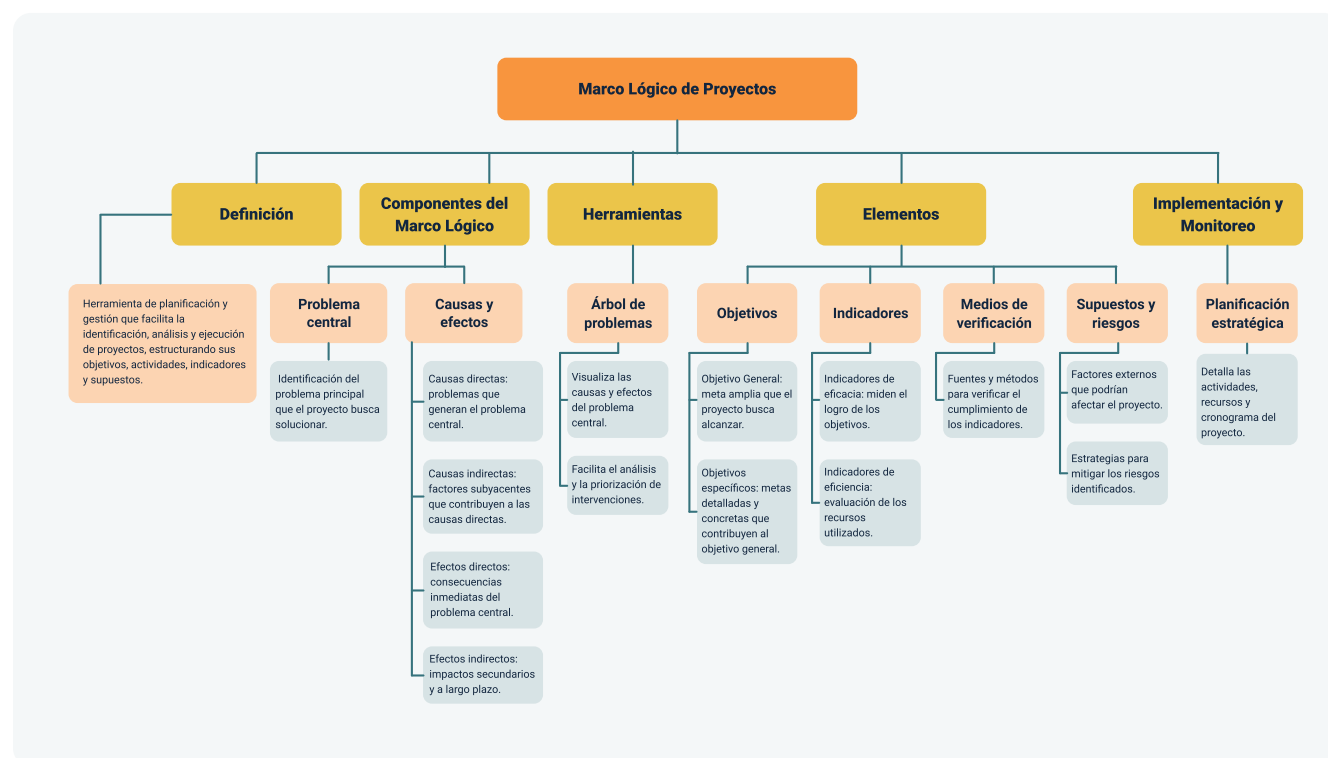 Marco Lógico de Proyectos
Definición
Componentes del
Marco Lógico
Herramientas
Elementos
Implementación y
Monitoreo
Herramienta de planificación y
gestión que facilita la
identificación, análisis y ejecución
de proyectos, estructurando sus
objetivos, actividades, indicadores
y supuestos.
Problema
central
Identificación del
problema principal
que el proyecto busca
solucionar.
Causas y
efectos
Causas directas:
problemas que
generan el problema
central.
Causas indirectas:
factores subyacentes
que contribuyen a las
causas directas.
Efectos directos:
consecuencias
inmediatas del
problema central.
Efectos indirectos:
impactos secundarios
y a largo plazo.
Árbol de
problemas
Visualiza las
causas y efectos
del problema
central.
Facilita el análisis
y la priorización de
intervenciones.
Objetivos
Objetivo General:
meta amplia que el
proyecto busca
alcanzar.
Objetivos
específicos: metas
detalladas y
concretas que
contribuyen al
objetivo general.
Indicadores
Indicadores de
eficacia: miden el
logro de los
objetivos.
Indicadores de
eficiencia:
evaluación de los
recursos
utilizados.
Medios de
verificación
Fuentes y métodos
para verificar el
cumplimiento de
los indicadores.
Supuestos y
riesgos
Factores externos
que podrían
afectar el proyecto.
Estrategias para
mitigar los riesgos
identificados.
Planificación
estratégica
Detalla las
actividades,
recursos y
cronograma del
proyecto.